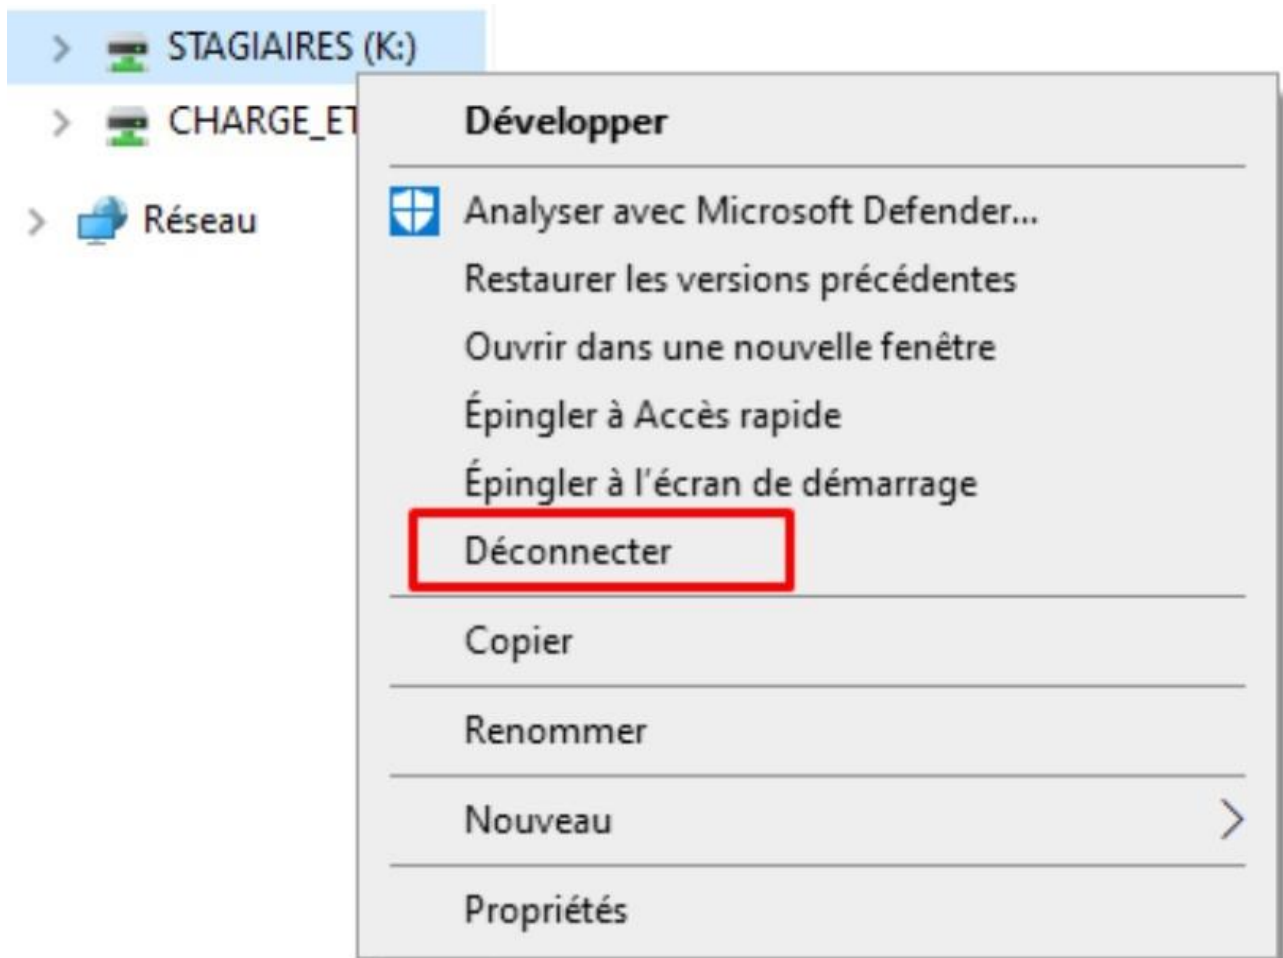 STAGIAIRES (K:)
CHARGE_ET
Réseau
Développer
Analyser avec Microsoft Defender...
Restaurer les versions précédentes
Ouvrir dans une nouvelle fenêtre
Épingler à Accès rapide
Épingler à l'écran de démarrage
Déconnecter
Copier
Renommer
Nouveau
Propriétés